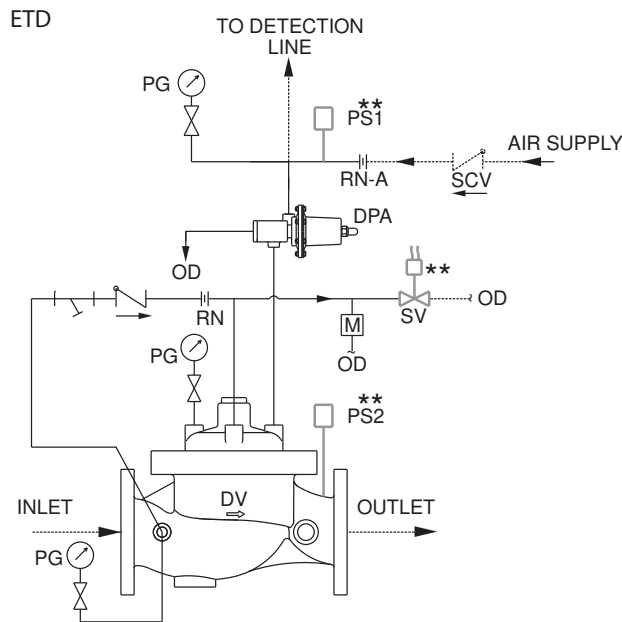 ETD
TO DETECTION
LINE
PG
**
PS1
AIR SUPPLY
RN-A
SCV
DPA
OD
**
RN
SV
OD
M
PG
OD
**
PS2
DV
INLET
OUTLET
PG